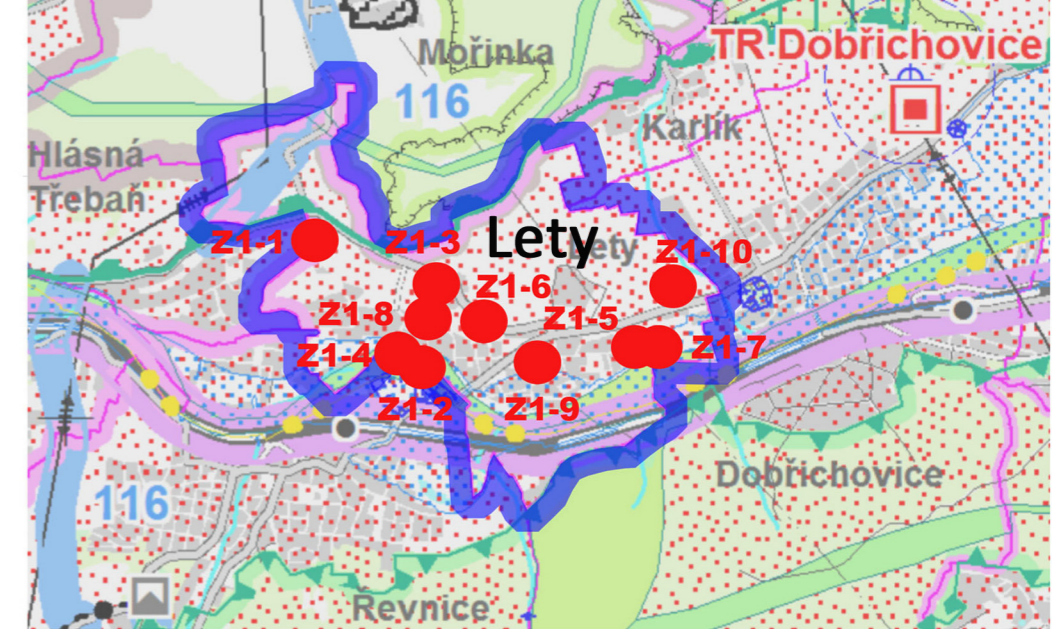 Mořinka
TR Dobřichovice
116
Karlík
Hlásná
Třebaň
Lety
Lety
Z1-1
Z1-3
Z1-10
Z1-6
Z1-8
Z1-5
Z1-4
Z1-7
Z1-2
Z1-9
Dobřichovice
116
Řevnice